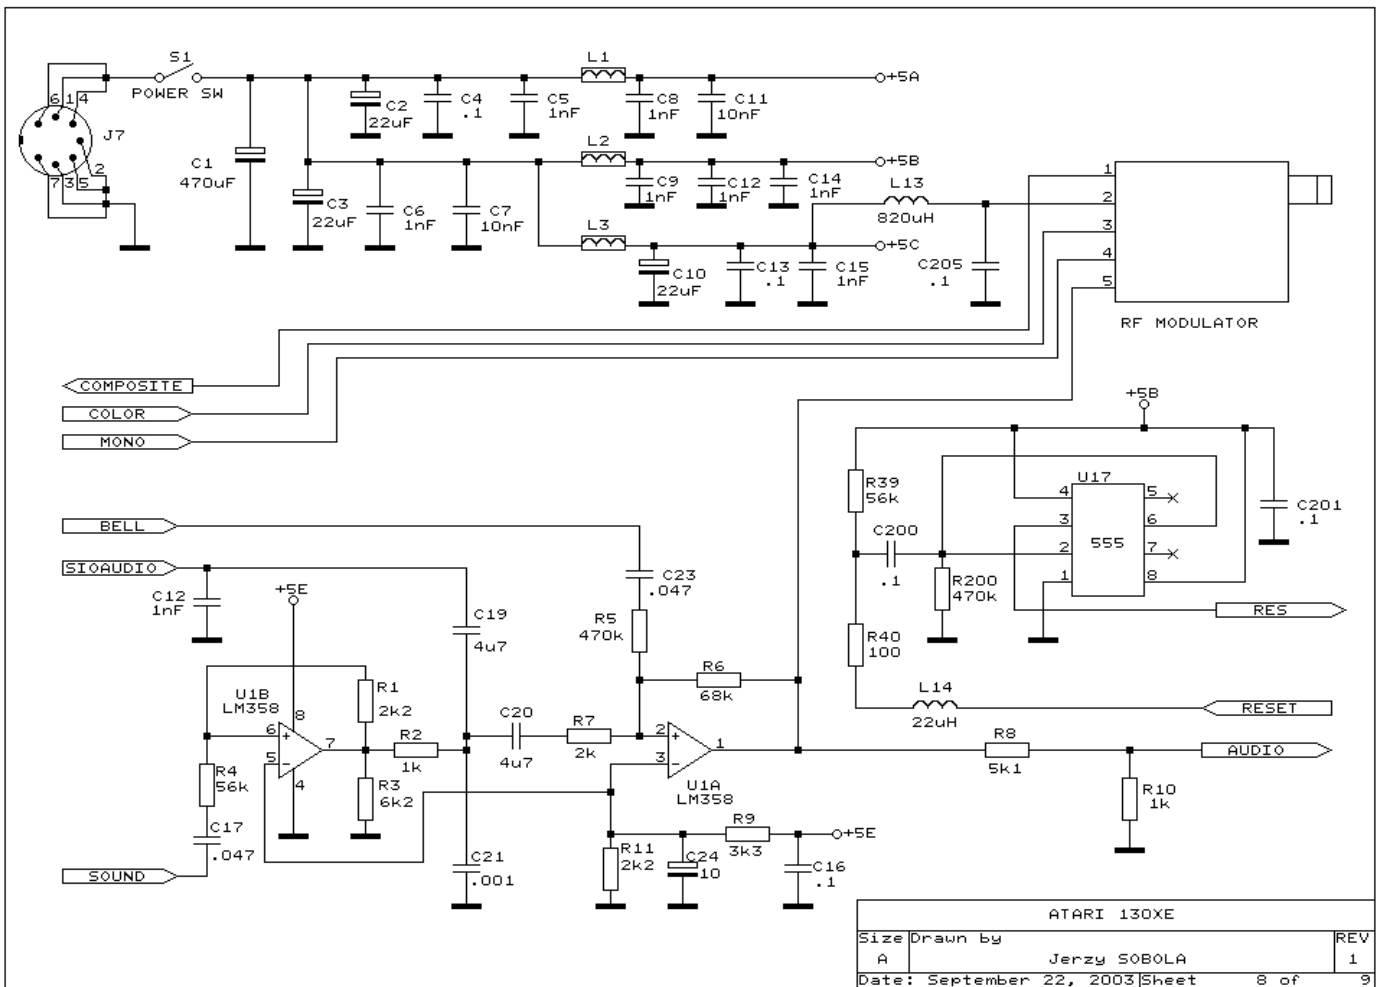 S1
POWER SW
6 1 4
J7
2
7 3 5
C1
470uF
C2
22uF
C4
.1
C5
1nF
L1
C8
1nF
C11
10nF
+5A
C3
22uF
C6
1nF
C7
10nF
L2
C9
1nF
C12
1nF
C14
1nF
+5B
L3
C10
22uF
C13
.1
C15
1nF
+5C
L13
820uH
C205
.1
1
2
3
4
5
RF MODULATOR
COMPOSITE
COLOR
MONO
BELL
SIOAUDIO
C12
1nF
+5E
C19
4u7
C23
.047
R5
470k
R6
68k
U1B
LM358
8
6
+
5
-
7
4
R1
2k2
R2
1k
R3
6k2
R4
56k
C17
.047
SOUND
C20
4u7
R7
2k
C21
.001
2
+
3
-
1
U1A
LM358
R11
2k2
C24
10
R9
3k3
+5E
C16
.1
+5B
R39
56k
C200
.1
R200
470k
R40
100
U17
555
4
3
2
1
5
6
7
8
C201
.1
RES
L14
22uH
RESET
R8
5k1
AUDIO
R10
1k
ATARI 130XE
Size Drawn by REV
A Jerzy SOBOLA 1
Date: September 22, 2003 Sheet 8 of 9